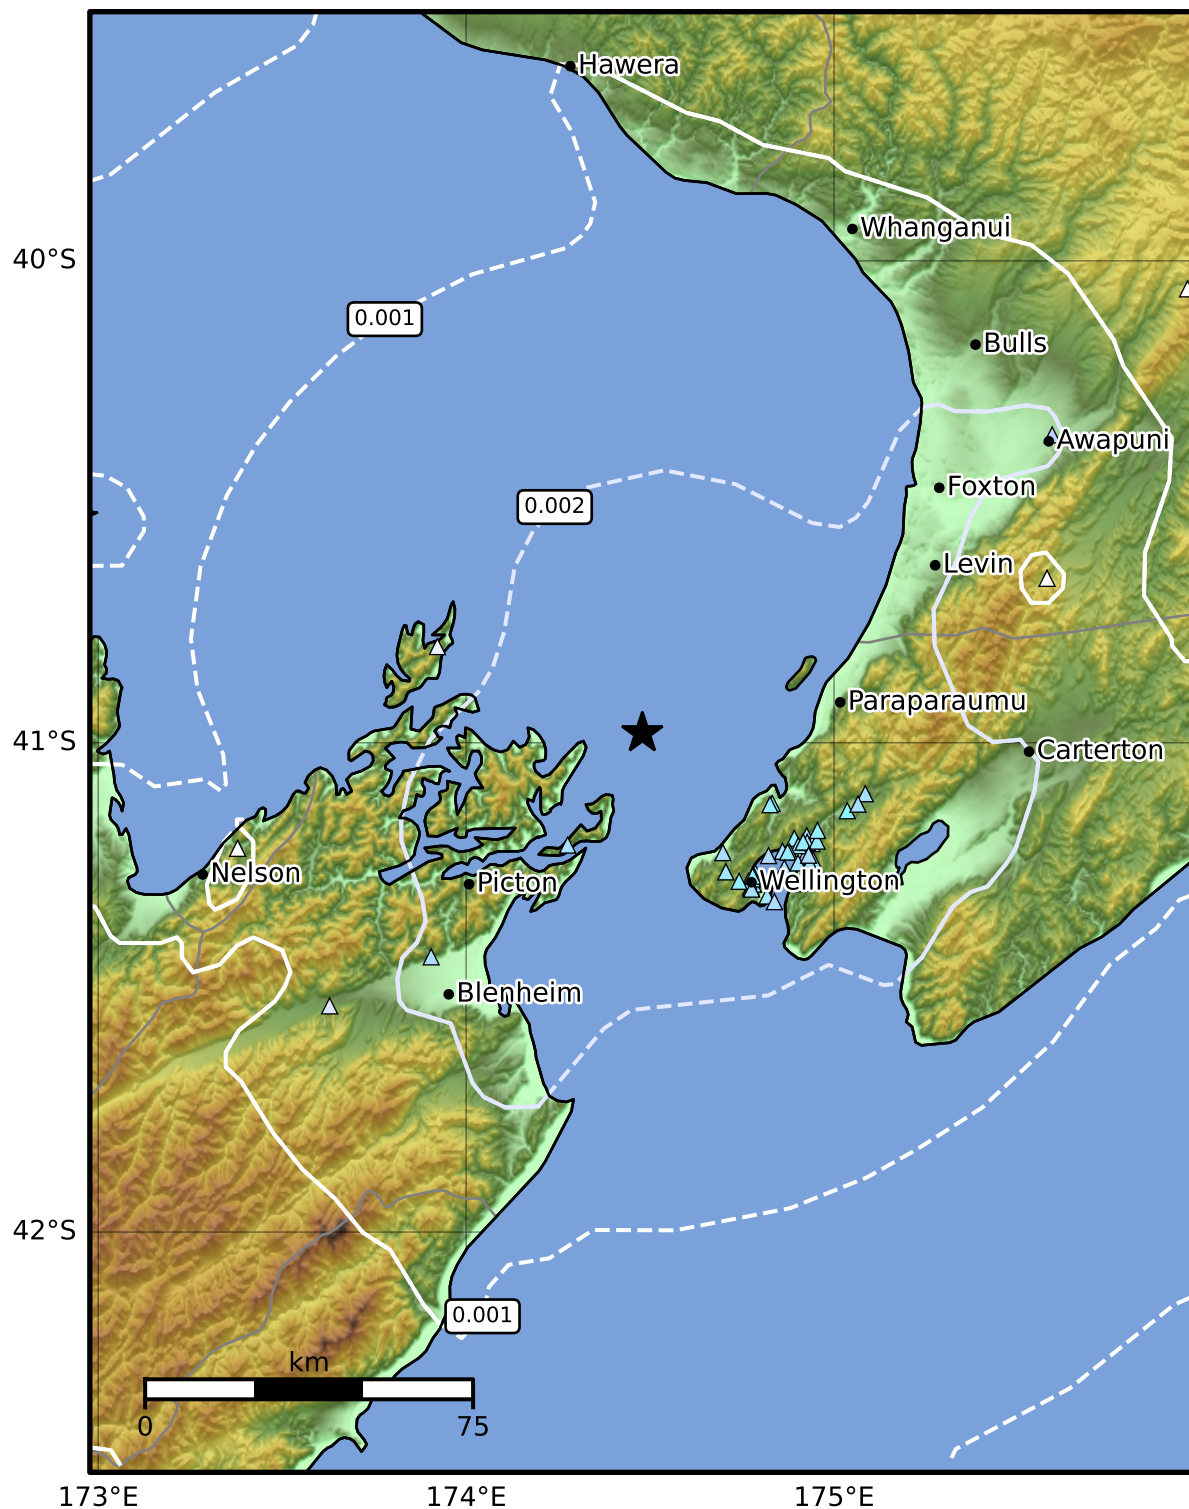 Hawera
Whanganui
40°S
0.001
Bulls
Awapuni
Foxton
0.002
Levin
Paraparaumu
41°S
Carterton
Nelson
Picton
Wellington
Blenheim
42°S
0.001
km
0
75
173°E
174°E
175°E